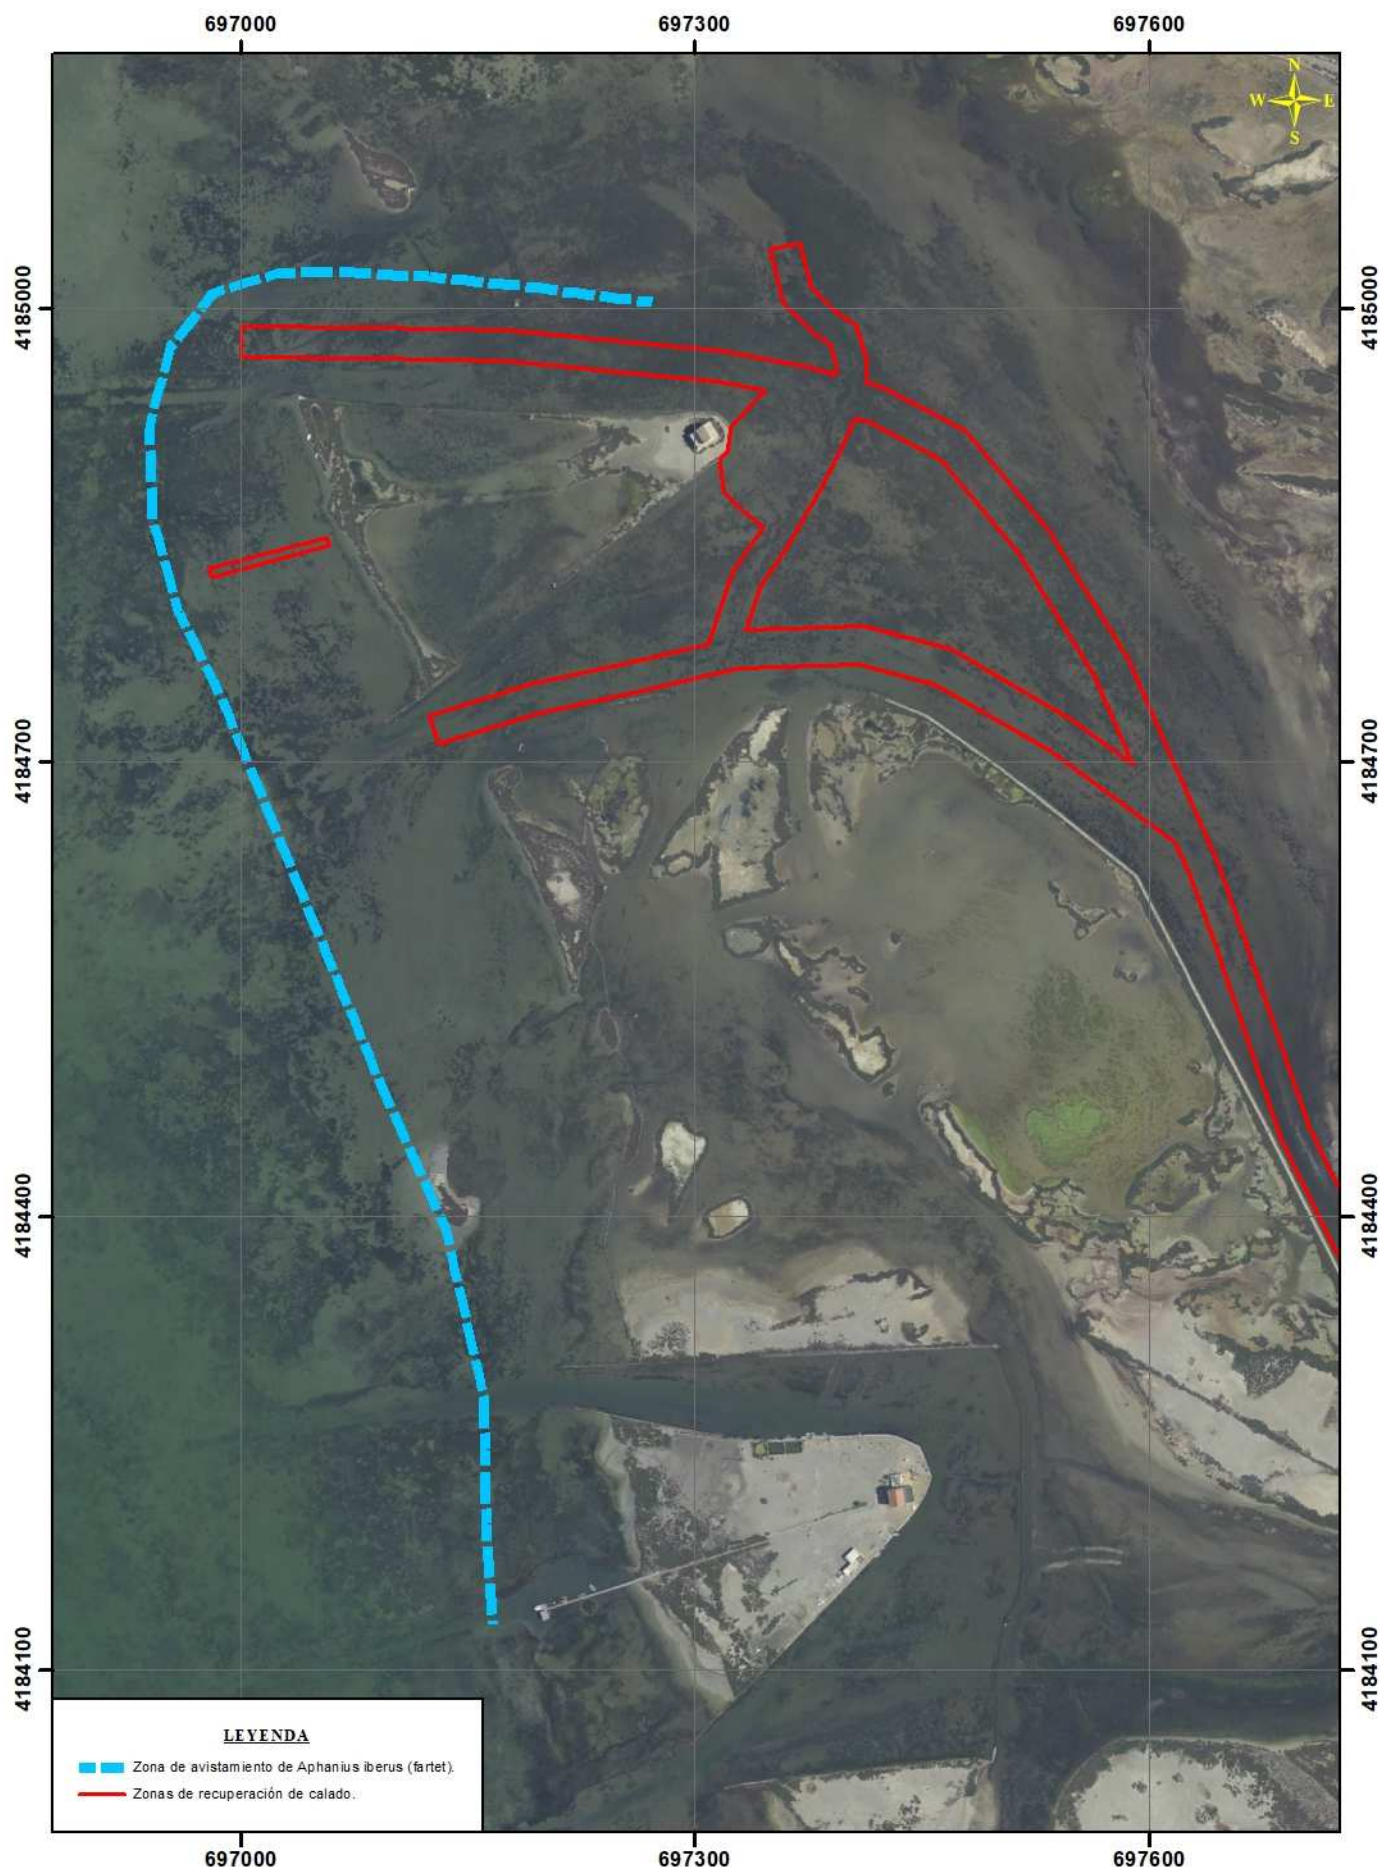 697000 697300 697600
N
W E
S
4185000 4185000
4184700 4184700
4184400 4184400
4184100 4184100
LEYENDA
Zona de avistamiento de Aphanius iberus (fartet).
Zonas de recuperación de calado.
697000 697300 697600